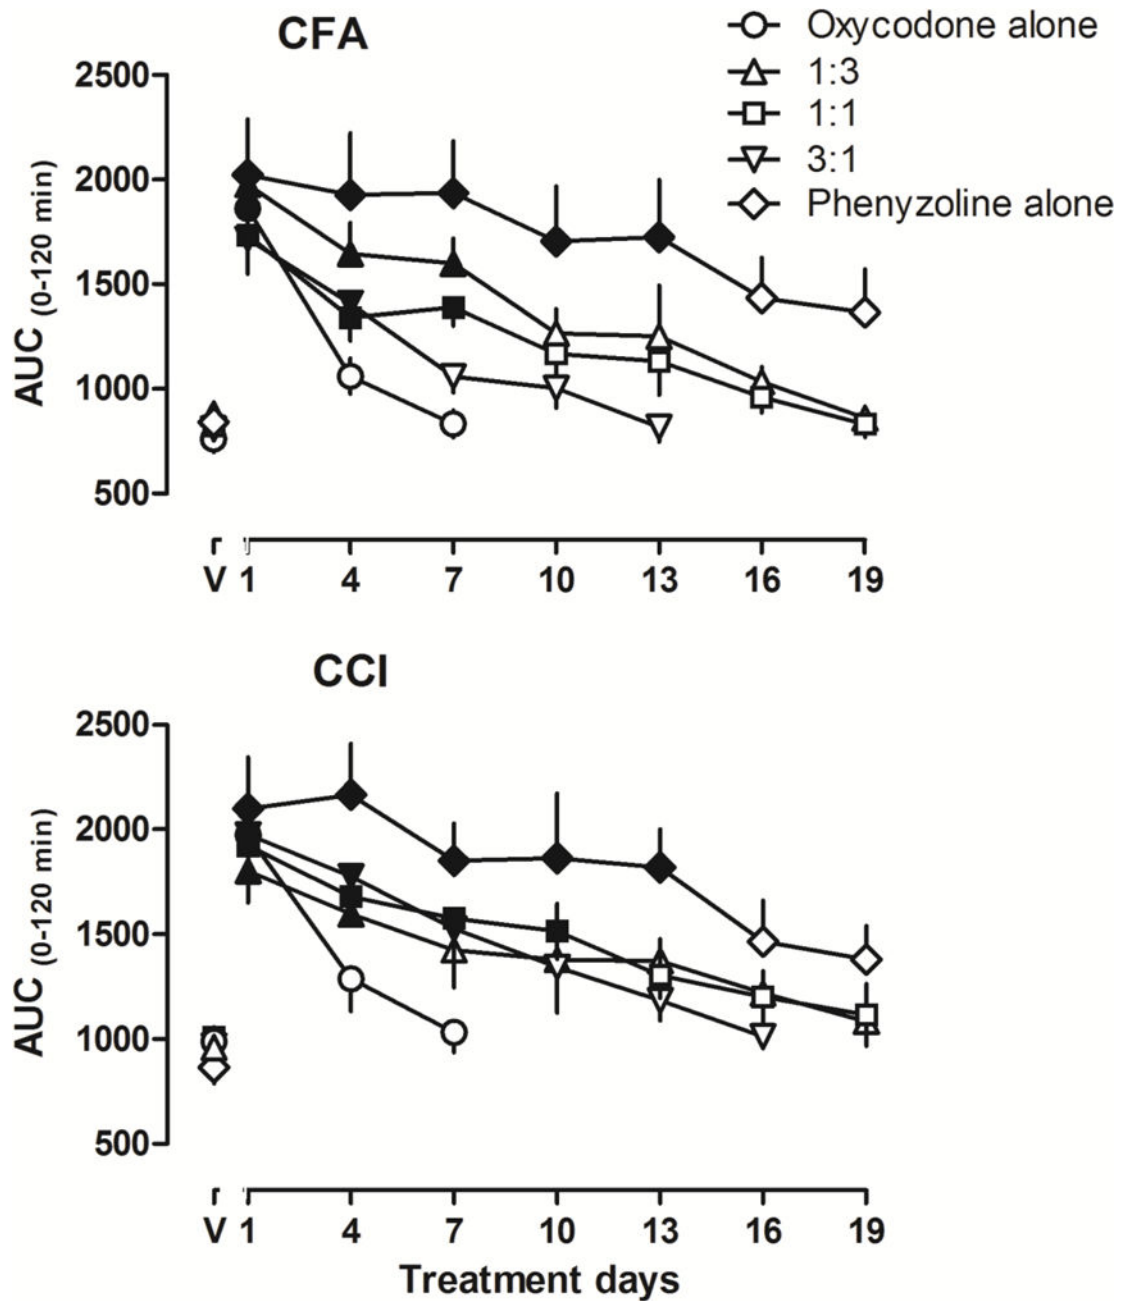 CFA
Oxycodone alone
1:3
1:1
3:1
Phenyzoline alone
2500
2000
1500
1000
500
AUC (0-120 min)
V 1 4 7 10 13 16 19
CCI
2500
2000
1500
1000
500
AUC (0-120 min)
V 1 4 7 10 13 16 19
Treatment days